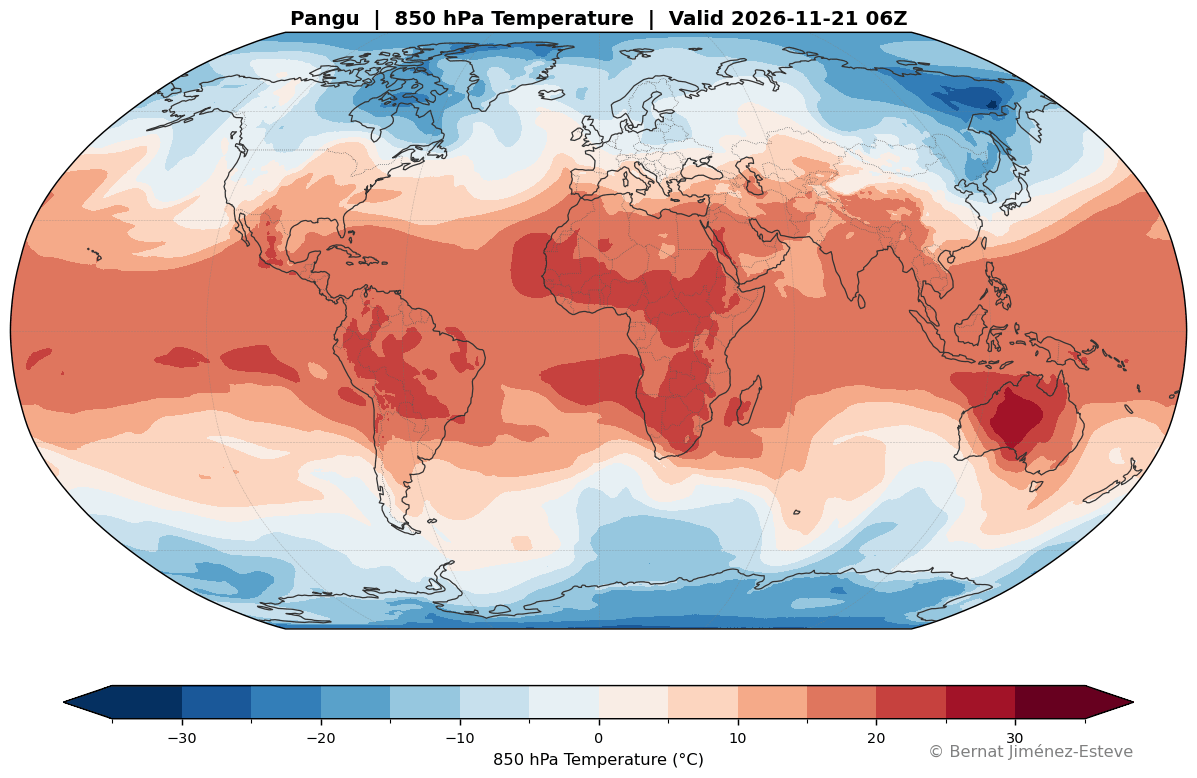 Pangu  |  850 hPa Temperature  |  Valid 2026-11-21 06Z
−30 −20 −10 0 10 20 30
850 hPa Temperature (°C)
© Bernat Jiménez-Esteve